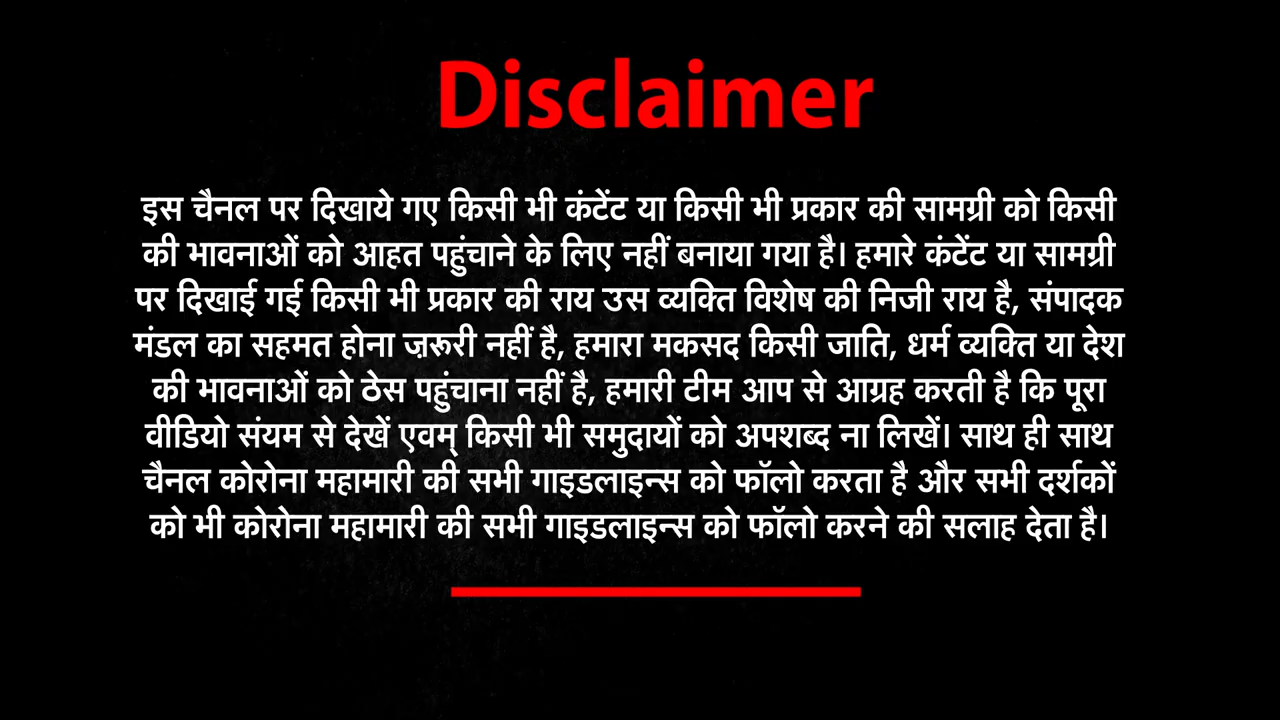 Disclaimer
इस चैनल पर दिखाये गए किसी भी कंटेंट या किसी भी प्रकार की सामग्री को किसी
की भावनाओं को आहत पहुंचाने के लिए नहीं बनाया गया है। हमारे कंटेंट या सामग्री
पर दिखाई गई किसी भी प्रकार की राय उस व्यक्ति विशेष की निजी राय है, संपादक
मंडल का सहमत होना ज़रूरी नहीं है, हमारा मकसद किसी जाति, धर्म व्यक्ति या देश
की भावनाओं को ठेस पहुंचाना नहीं है, हमारी टीम आप से आग्रह करती है कि पूरा
वीडियो संयम से देखें एवम् किसी भी समुदायों को अपशब्द ना लिखें। साथ ही साथ
चैनल कोरोना महामारी की सभी गाइडलाइन्स को फॉलो करता है और सभी दर्शकों
को भी कोरोना महामारी की सभी गाइडलाइन्स को फॉलो करने की सलाह देता है।